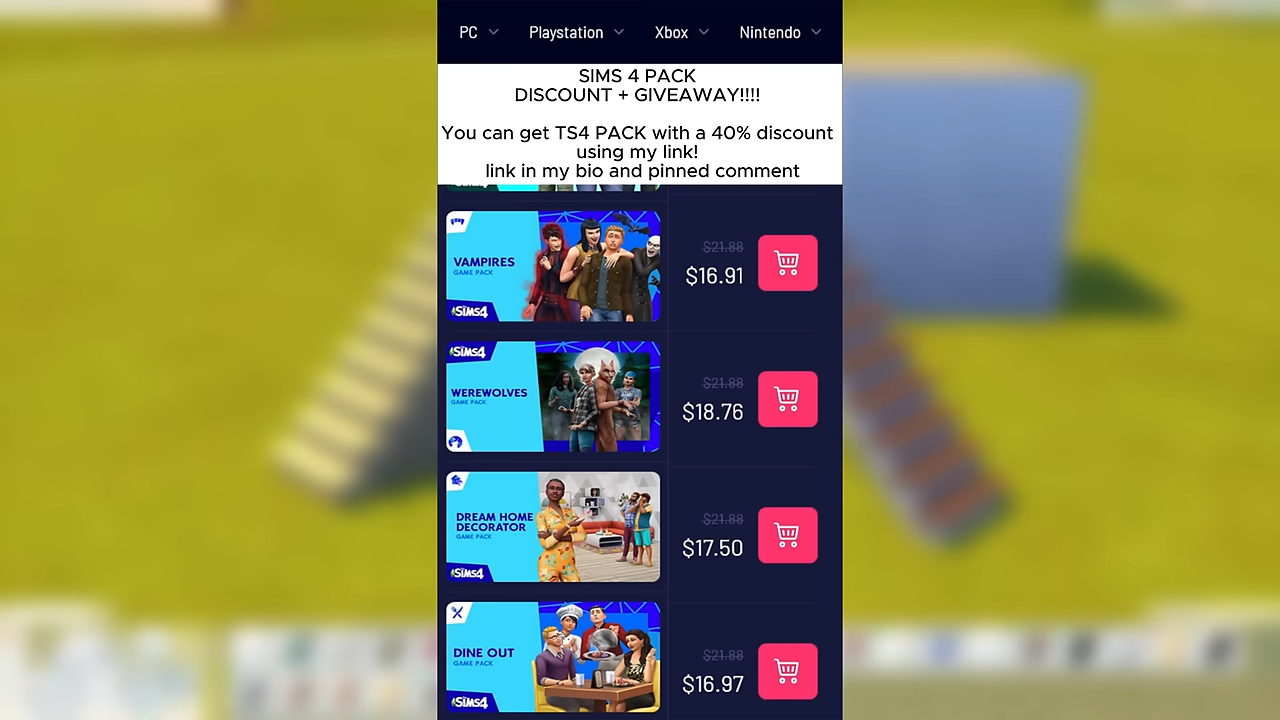 PC
Playstation
Xbox
Nintendo
SIMS 4 PACK
DISCOUNT + GIVEAWAY!!!!
You can get TS4 PACK with a 40% discount
using my link!
link in my bio and pinned comment
VAMPIRES
GAME PACK
SiMS4
$21.88
$16.91
SiMS4
WEREWOLVES
GAME PACK
$21.88
$18.76
DREAM HOME
DECORATOR
GAME PACK
SiMS4
$21.88
$17.50
DINE OUT
GAME PACK
SiMS4
$21.88
$16.97